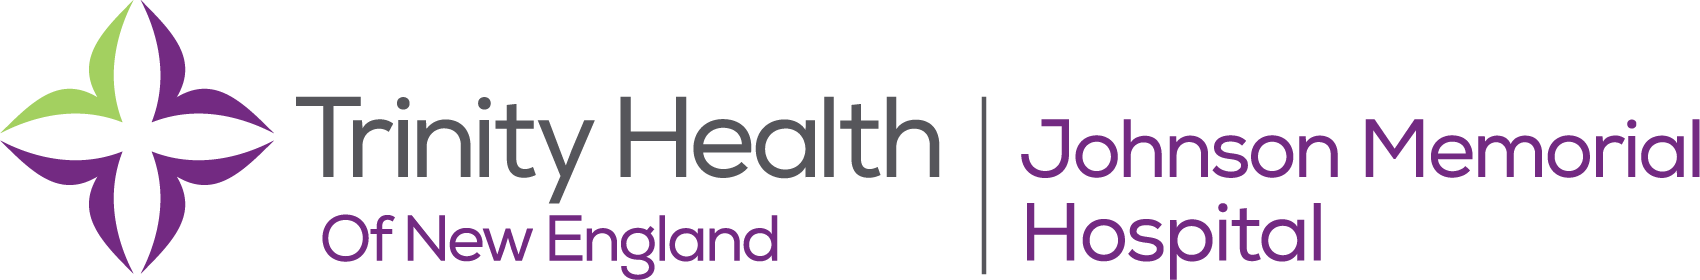 Trinity Health
Of New England
Johnson Memorial
Hospital